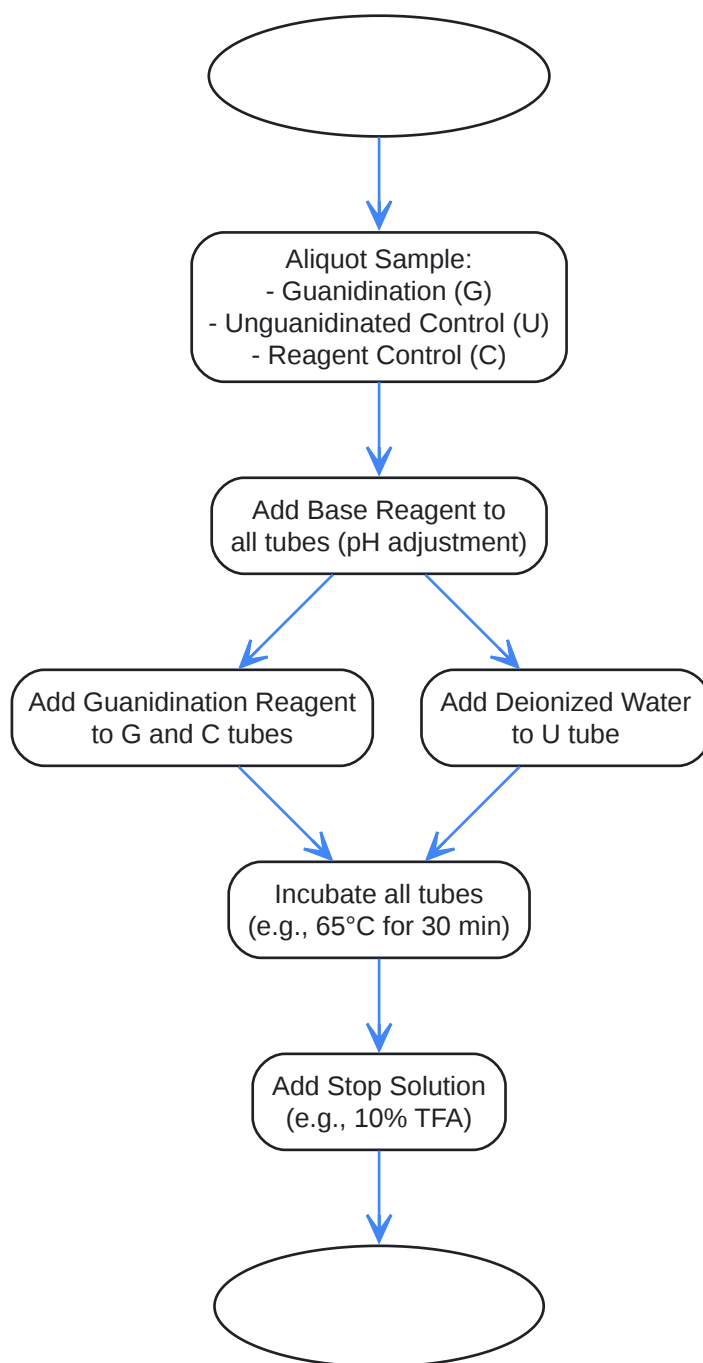 Aliquot Sample:
- Guanidination (G)
- Unguanidinated Control (U)
- Reagent Control (C)
Add Base Reagent to
all tubes (pH adjustment)
Add Guanidination Reagent
to G and C tubes
Add Deionized Water
to U tube
Incubate all tubes
(e.g., 65°C for 30 min)
Add Stop Solution
(e.g., 10% TFA)